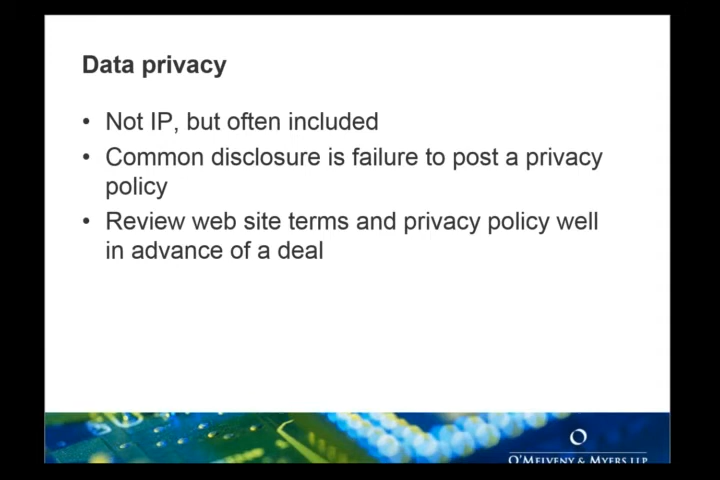 Data privacy
• Not IP, but often included
• Common disclosure is failure to post a privacy
policy
• Review web site terms and privacy policy well
in advance of a deal
O
O'MELVENY & MYERS LLP